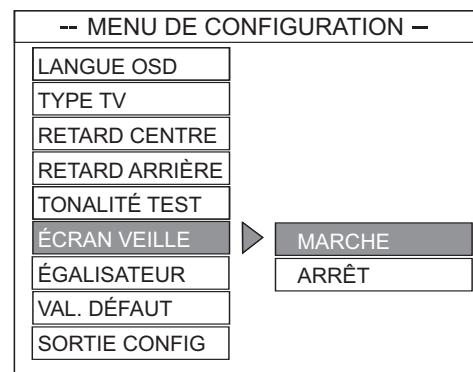 -- MENU DE CONFIGURATION --
LANGUE OSD
TYPE TV
RETARD CENTRE
RETARD ARRIÈRE
TONALITÉ TEST
ÉCRAN VEILLE
MARCHE
ÉGALISATEUR
ARRÊT
VAL. DÉFAUT
SORTIE CONFIG